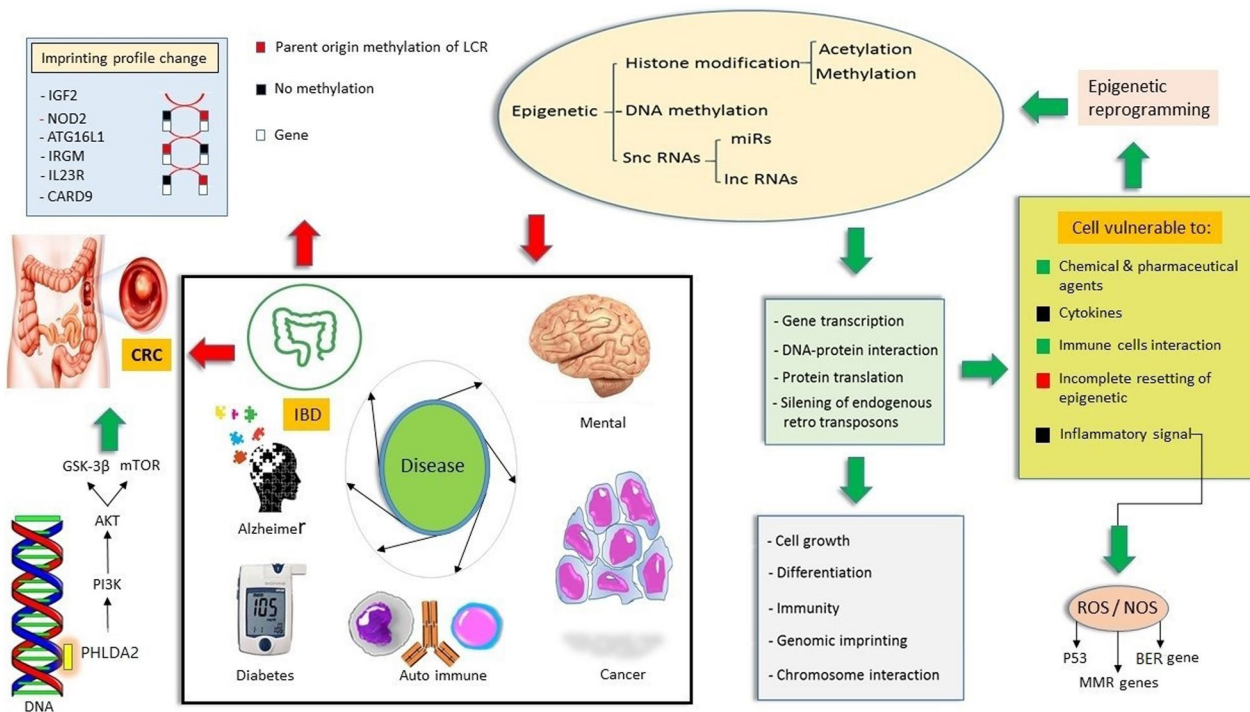 Imprinting profile change
- IGF2
- NOD2
- ATG16L1
- IRGM
- IL23R
- CARD9
Parent origin methylation of LCR
No methylation
Gene
Epigenetic
Histone modification
Acetylation
Methylation
DNA methylation
Snc RNAs
miRs
lnc RNAs
Epigenetic
reprogramming
Cell vulnerable to:
Chemical & pharmaceutical
agents
Cytokines
Immune cells interaction
Incomplete resetting of
epigenetic
Inflammatory signal
ROS / NOS
P53
MMR genes
BER gene
- Gene transcription
- DNA-protein interaction
- Protein translation
- Silening of endogenous
retro transposons
- Cell growth
- Differentiation
- Immunity
- Genomic imprinting
- Chromosome interaction
CRC
IBD
Mental
Disease
Alzheimer
105
Diabetes
Auto immune
Cancer
GSK-3β mTOR
AKT
PI3K
PHLDA2
DNA